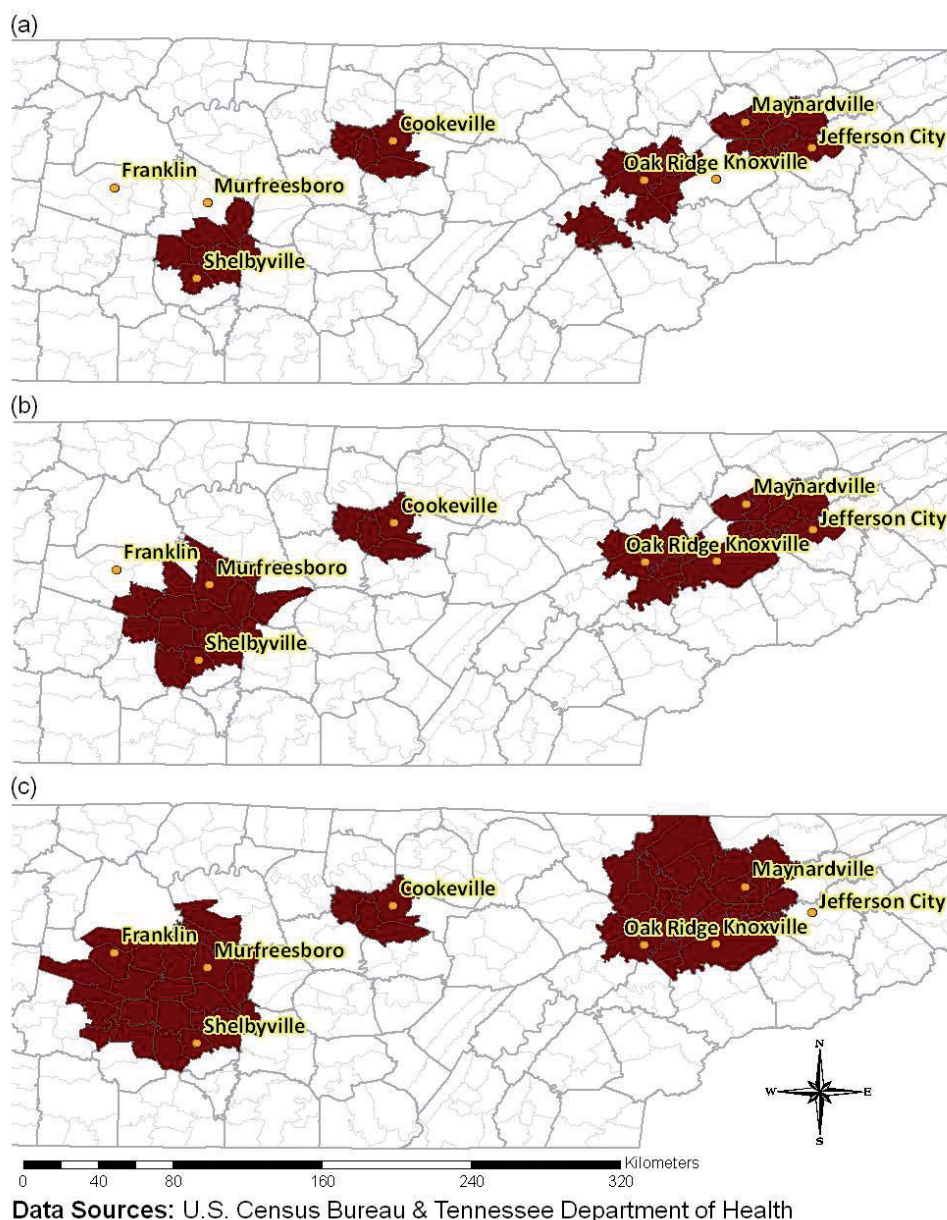 (a)
Maynardville
Cookeville
Jefferson City
Oak Ridge Knoxville
Franklin
Murfreesboro
Shelbyville
(b)
Maynardville
Cookeville
Jefferson City
Oak Ridge Knoxville
Franklin
Murfreesboro
Shelbyville
(c)
Maynardville
Cookeville
Jefferson City
Oak Ridge Knoxville
Franklin
Murfreesboro
Shelbyville
N
W E
S
Kilometers
0 40 80 160 240 320
Data Sources: U.S. Census Bureau & Tennessee Department of Health